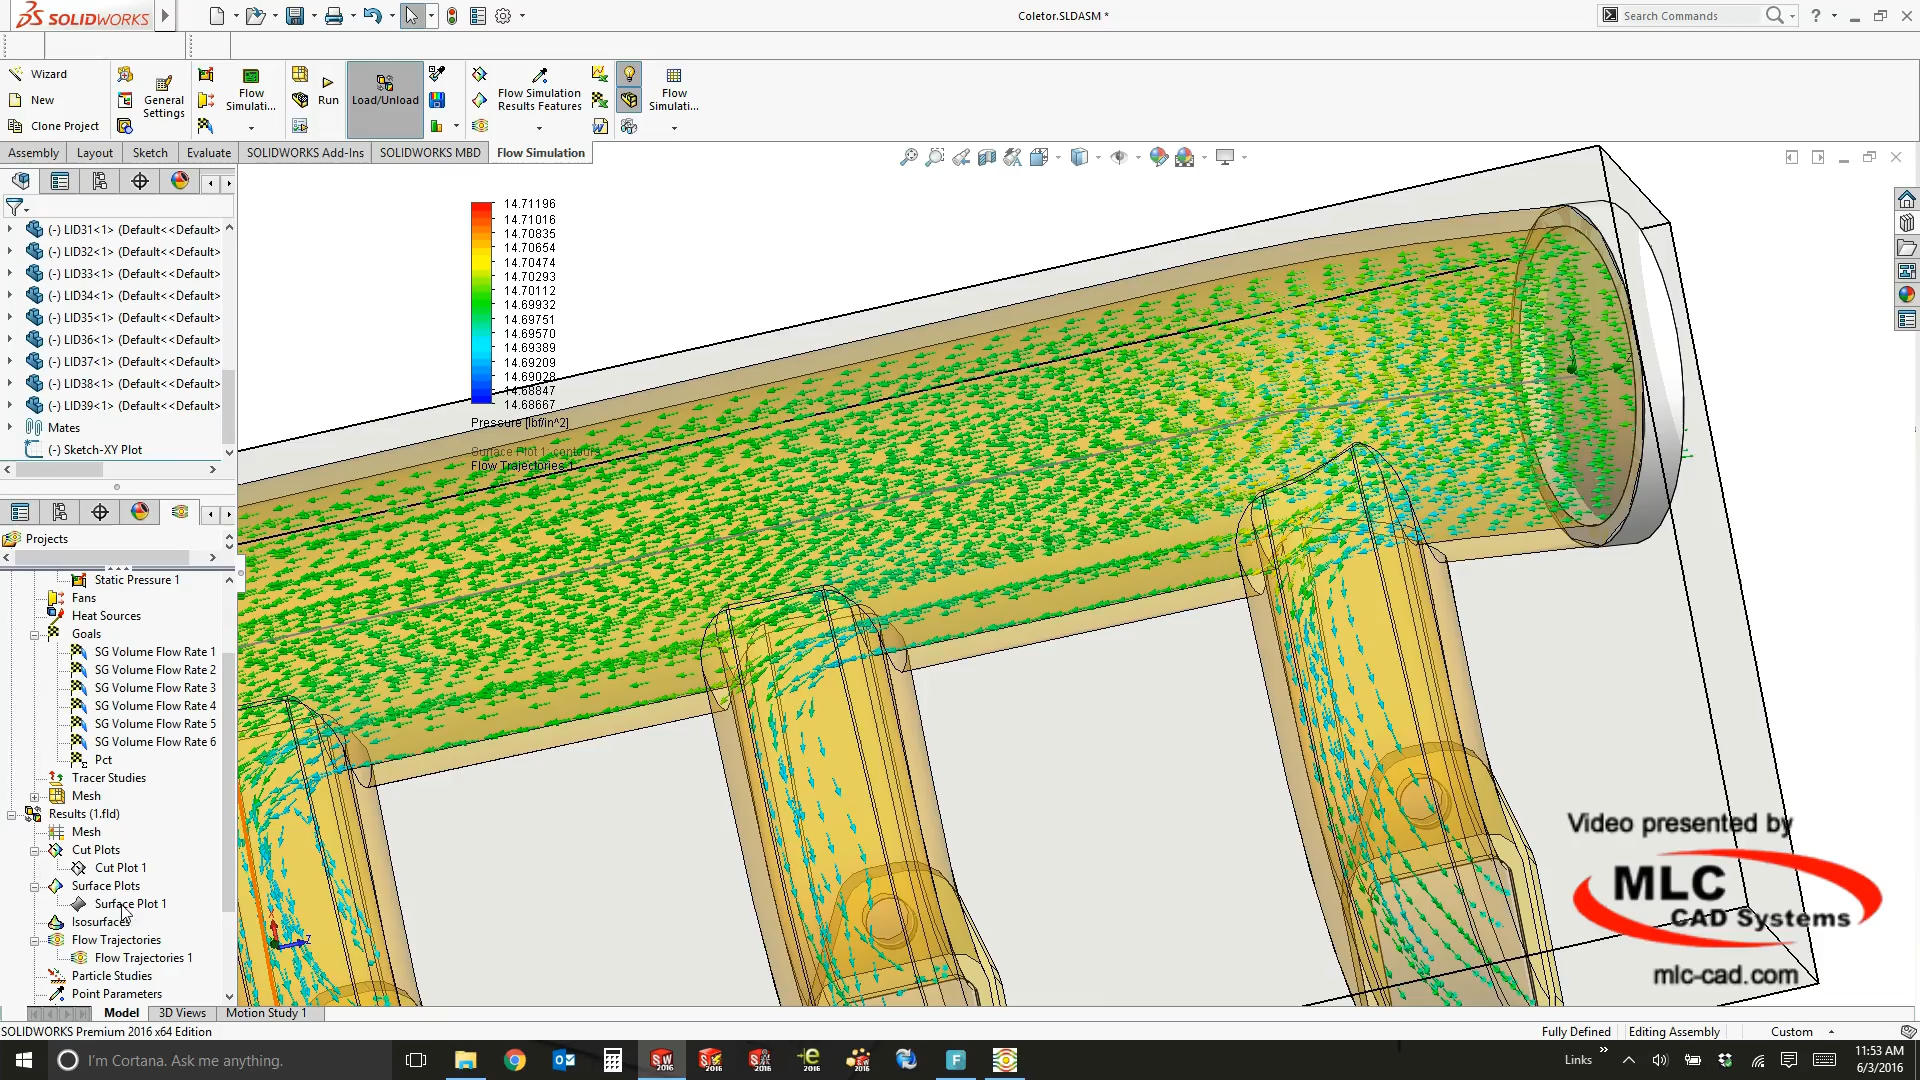 SOLIDWORKS
Coletor.SLDASM *
Search Commands
Wizard
New
Clone Project
General
Settings
Flow
Simulati...
Run
Load/Unload
Flow Simulation
Results Features
Flow
Simulati...
Assembly
Layout
Sketch
Evaluate
SOLIDWORKS Add-Ins
SOLIDWORKS MBD
Flow Simulation
(-) LID31<1> (Default<<Default>
(-) LID32<1> (Default<<Default>
(-) LID33<1> (Default<<Default>
(-) LID34<1> (Default<<Default>
(-) LID35<1> (Default<<Default>
(-) LID36<1> (Default<<Default>
(-) LID37<1> (Default<<Default>
(-) LID38<1> (Default<<Default>
(-) LID39<1> (Default<<Default>
Mates
(-) Sketch-XY Plot
Projects
Static Pressure 1
Fans
Heat Sources
Goals
SG Volume Flow Rate 1
SG Volume Flow Rate 2
SG Volume Flow Rate 3
SG Volume Flow Rate 4
SG Volume Flow Rate 5
SG Volume Flow Rate 6
Pct
Tracer Studies
Mesh
Results (1.fld)
Mesh
Cut Plots
Cut Plot 1
Surface Plots
Surface Plot 1
Isosurfaces
Flow Trajectories
Flow Trajectories 1
Particle Studies
Point Parameters
14.71196
14.71016
14.70835
14.70654
14.70474
14.70293
14.70112
14.69932
14.69751
14.69570
14.69389
14.69209
14.69028
14.68847
14.68667
Pressure [lbf/in^2]
Surface Plot 1: contours
Flow Trajectories 1
Z
Video presented by
MLC
CAD Systems
mlc-cad.com
Model
3D Views
Motion Study 1
SOLIDWORKS Premium 2016 x64 Edition
Fully Defined
Editing Assembly
Custom
I'm Cortana. Ask me anything.
Links
11:53 AM
6/3/2016